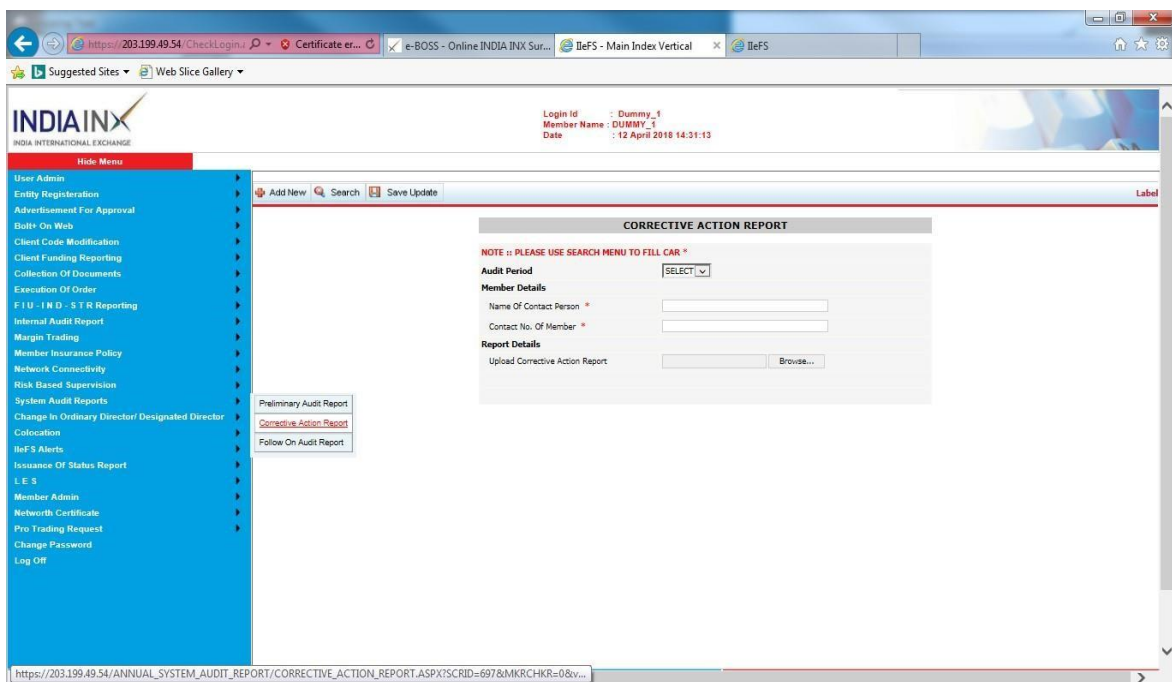 https://203.199.49.54/CheckLogin.a
Certificate er...
e-BOSS - Online INDIA INX Sur...
IIeFS - Main Index Vertical
IIeFS
Suggested Sites
Web Slice Gallery
INDIA INX
INDIA INTERNATIONAL EXCHANGE
Login Id : Dummy_1
Member Name : DUMMY_1
Date : 12 April 2018 14:31:13
Hide Menu
User Admin
Entity Registeration
Advertisement For Approval
Bolt+ On Web
Client Code Modification
Client Funding Reporting
Collection Of Documents
Execution Of Order
F I U - I N D - S T R Reporting
Internal Audit Report
Margin Trading
Member Insurance Policy
Network Connectivity
Risk Based Supervision
System Audit Reports
Change In Ordinary Director/ Designated Director
Colocation
IIeFS Alerts
Issuance Of Status Report
L E S
Member Admin
Networth Certificate
Pro Trading Request
Change Password
Log Off
Preliminary Audit Report
Corrective Action Report
Follow On Audit Report
Add New Search Save Update Label
CORRECTIVE ACTION REPORT
NOTE :: PLEASE USE SEARCH MENU TO FILL CAR *
Audit Period SELECT
Member Details
Name Of Contact Person *
Contact No. Of Member *
Report Details
Upload Corrective Action Report Browse...
https://203.199.49.54/ANNUAL_SYSTEM_AUDIT_REPORT/CORRECTIVE_ACTION_REPORT.ASPX?SCRID=697&MKRCHKR=0&v...